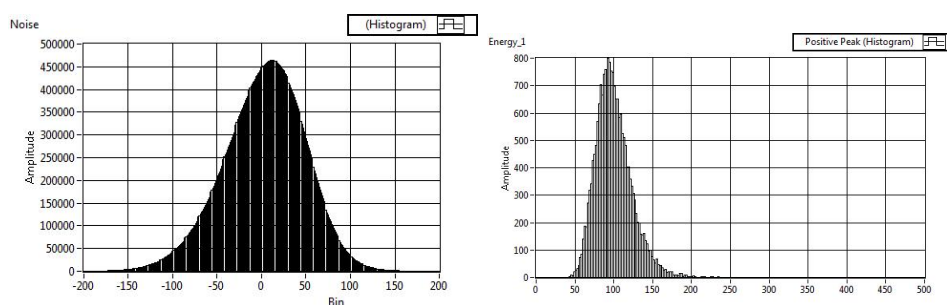 Noise
(Histogram)
Amplitude
500000
450000
400000
350000
300000
250000
200000
150000
100000
50000
0
-200 -150 -100 -50 0 50 100 150 200
Bin
Energy_1
Positive Peak (Histogram)
Amplitude
800
700
600
500
400
300
200
100
0
0 50 100 150 200 250 300 350 400 450 500